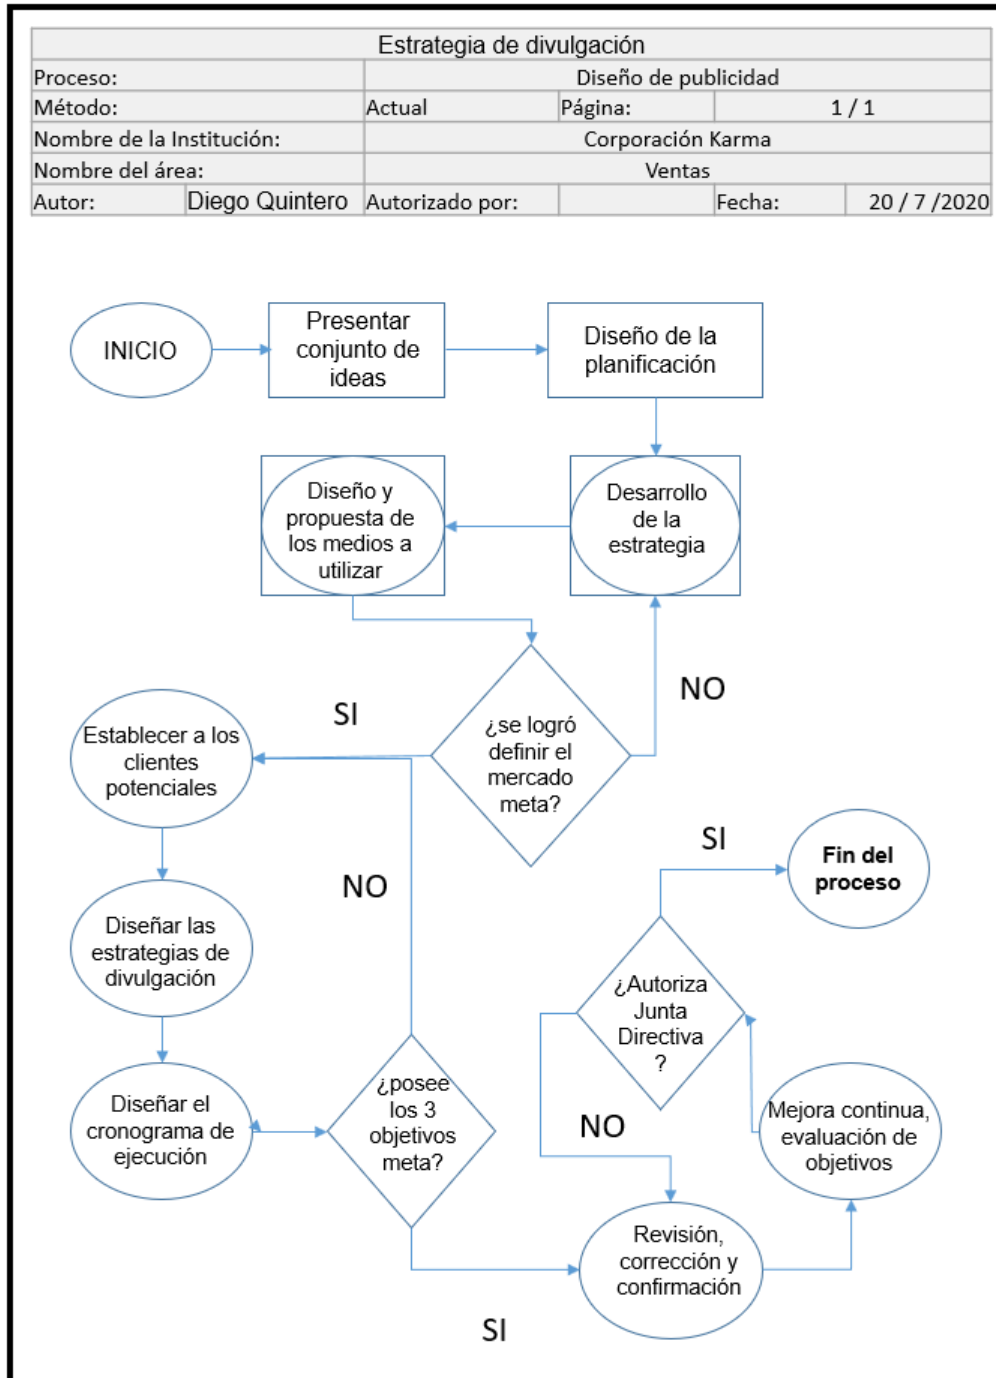 Estrategia de divulgación
Proceso: Diseño de publicidad
Método: Actual Página: 1 / 1
Nombre de la Institución: Corporación Karma
Nombre del área: Ventas
Autor: Diego Quintero Autorizado por: Fecha: 20 / 7 /2020
INICIO
Presentar
conjunto de
ideas
Diseño de la
planificación
Desarrollo
de la
estrategia
Diseño y
propuesta de
los medios a
utilizar
¿se logró
definir el
mercado
meta?
NO
SI
Establecer a los
clientes
potenciales
Diseñar las
estrategias de
divulgación
Diseñar el
cronograma de
ejecución
¿posee
los 3
objetivos
meta?
NO
SI
Revisión,
corrección y
confirmación
Mejora continua,
evaluación de
objetivos
¿Autoriza
Junta
Directiva
?
NO
SI
Fin del
proceso